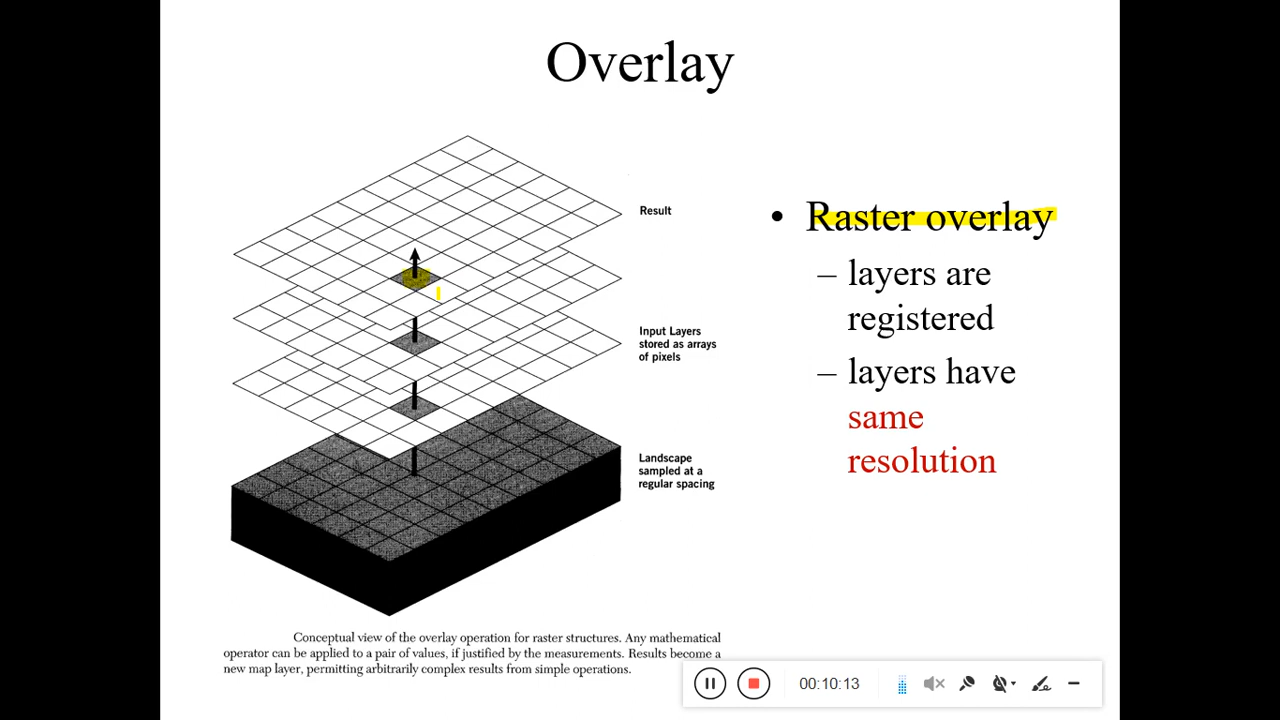 Overlay
Result
Input Layers
stored as arrays
of pixels
Landscape
sampled at a
regular spacing
Conceptual view of the overlay operation for raster structures. Any mathematical
operator can be applied to a pair of values, if justified by the measurements. Results become a
new map layer, permitting arbitrarily complex results from simple operations.
• Raster overlay
– layers are
registered
– layers have
same
resolution
00:10:13